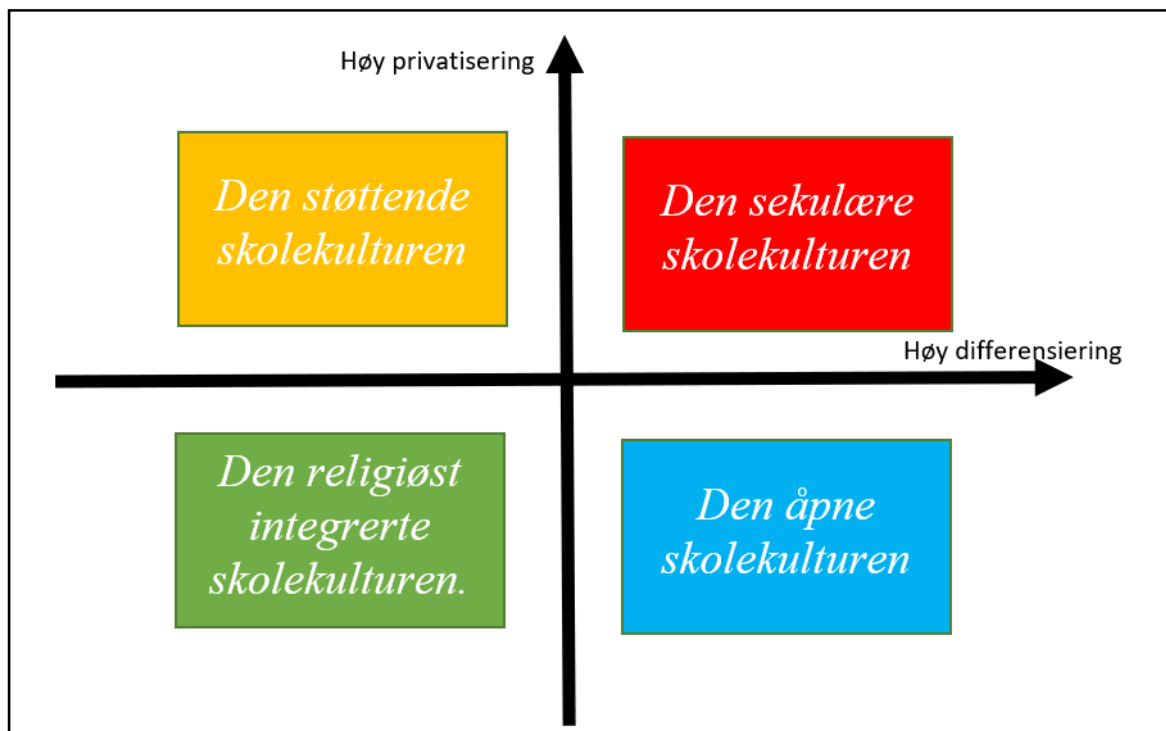 Høy privatisering
Den støttende
skolekulturen
Den sekulære
skolekulturen
Høy differensiering
Den religiøst
integrerte
skolekulturen.
Den åpne
skolekulturen